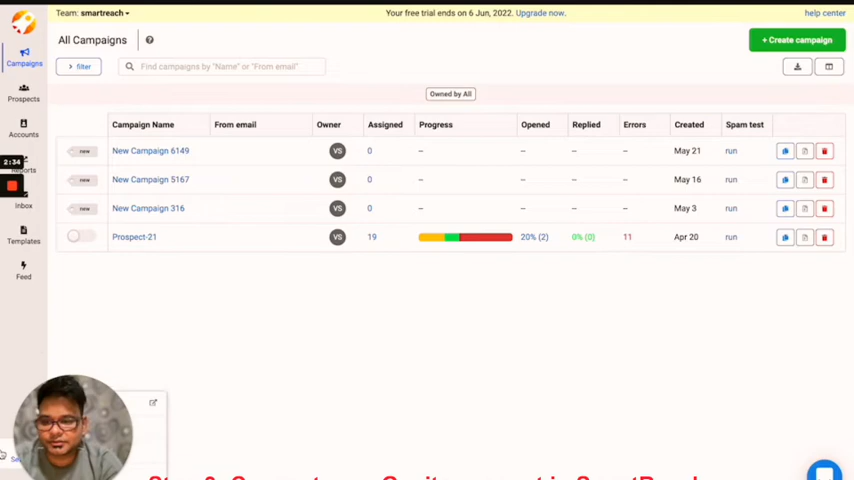 Team: smartreach
Your free trial ends on 6 Jun, 2022. Upgrade now.
help center
Campaigns
Prospects
Accounts
Reports
Inbox
Templates
Feed
2:34
All Campaigns
?
+ Create campaign
> filter
Find campaigns by "Name" or "From email"
Owned by All
Campaign Name From email Owner Assigned Progress Opened Replied Errors Created Spam test
new New Campaign 6149 VS 0 -- -- -- -- May 21 run
new New Campaign 5167 VS 0 -- -- -- -- May 16 run
new New Campaign 316 VS 0 -- -- -- -- May 3 run
Prospect-21 VS 19 20% (2) 0% (0) 11 Apr 20 run